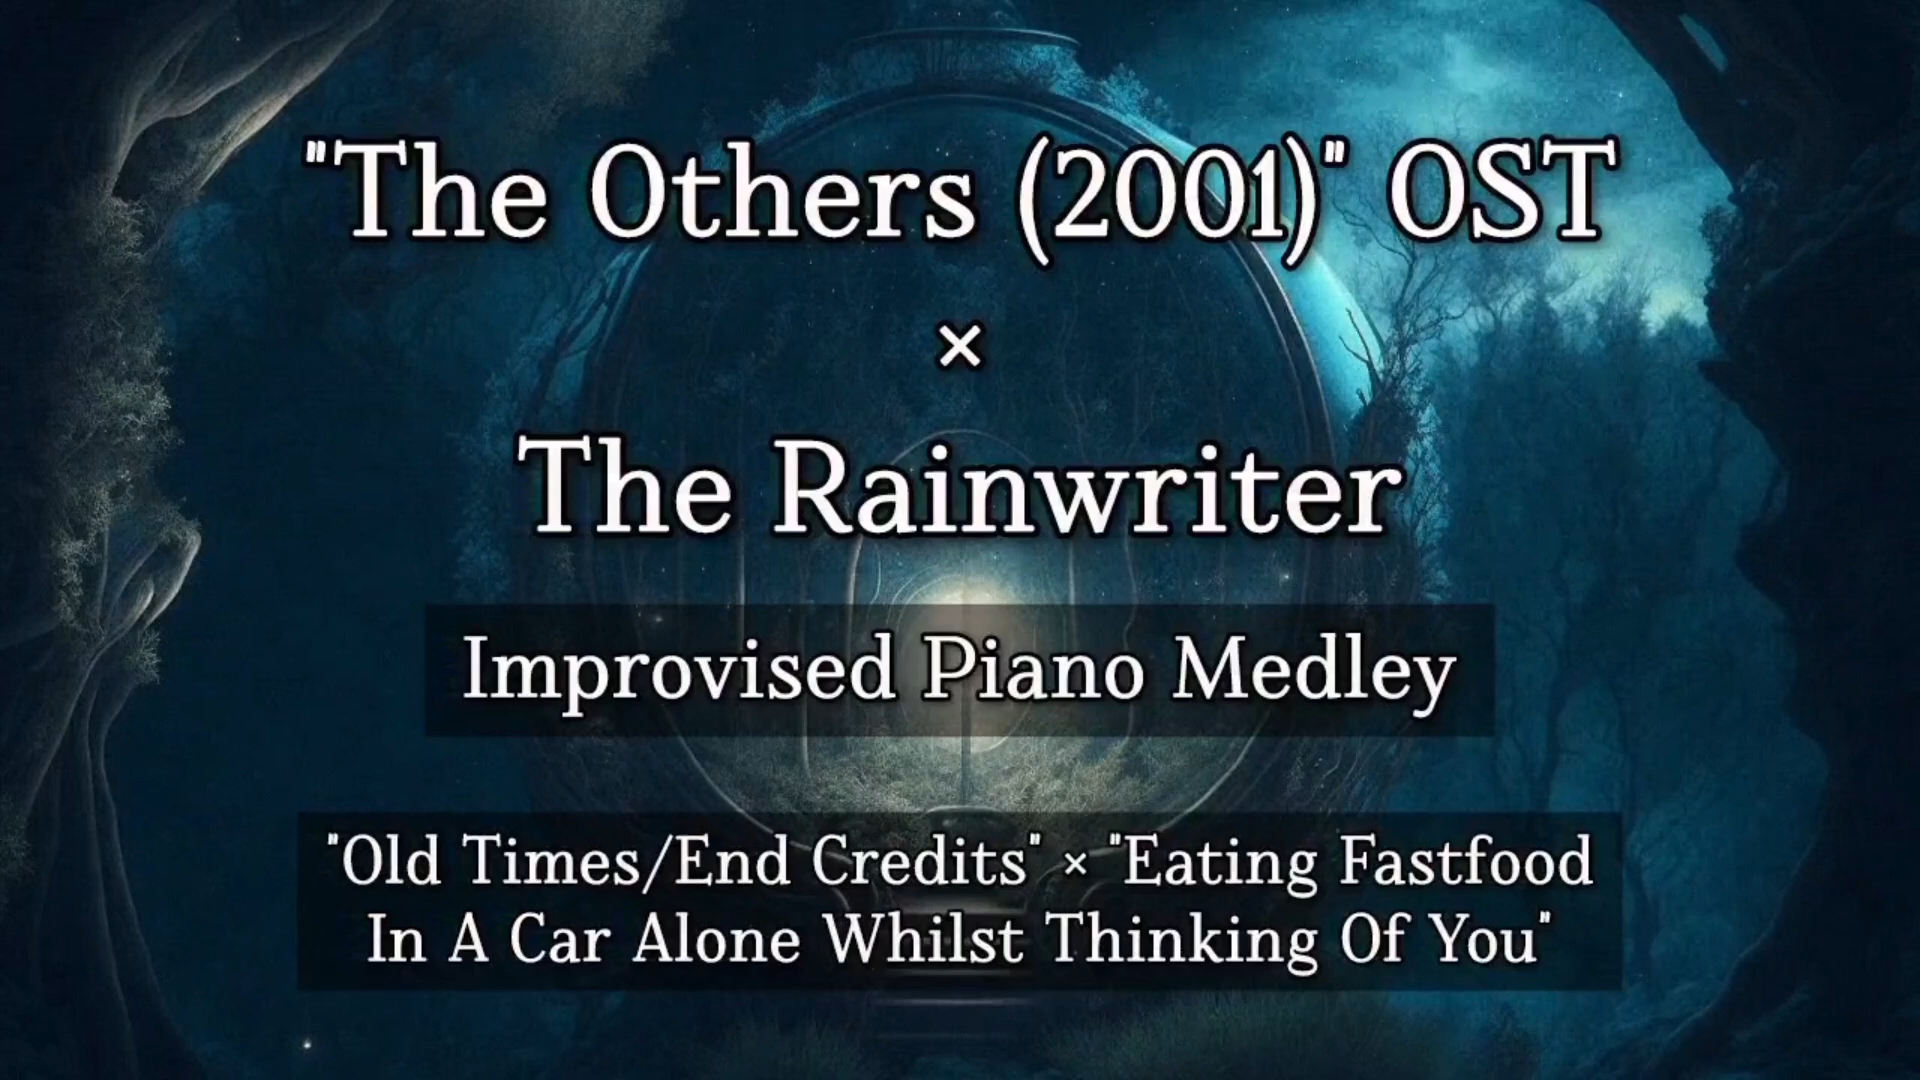 "The Others (2001)" OST
×
The Rainwriter
Improvised Piano Medley
"Old Times/End Credits" × "Eating Fastfood
In A Car Alone Whilst Thinking Of You"